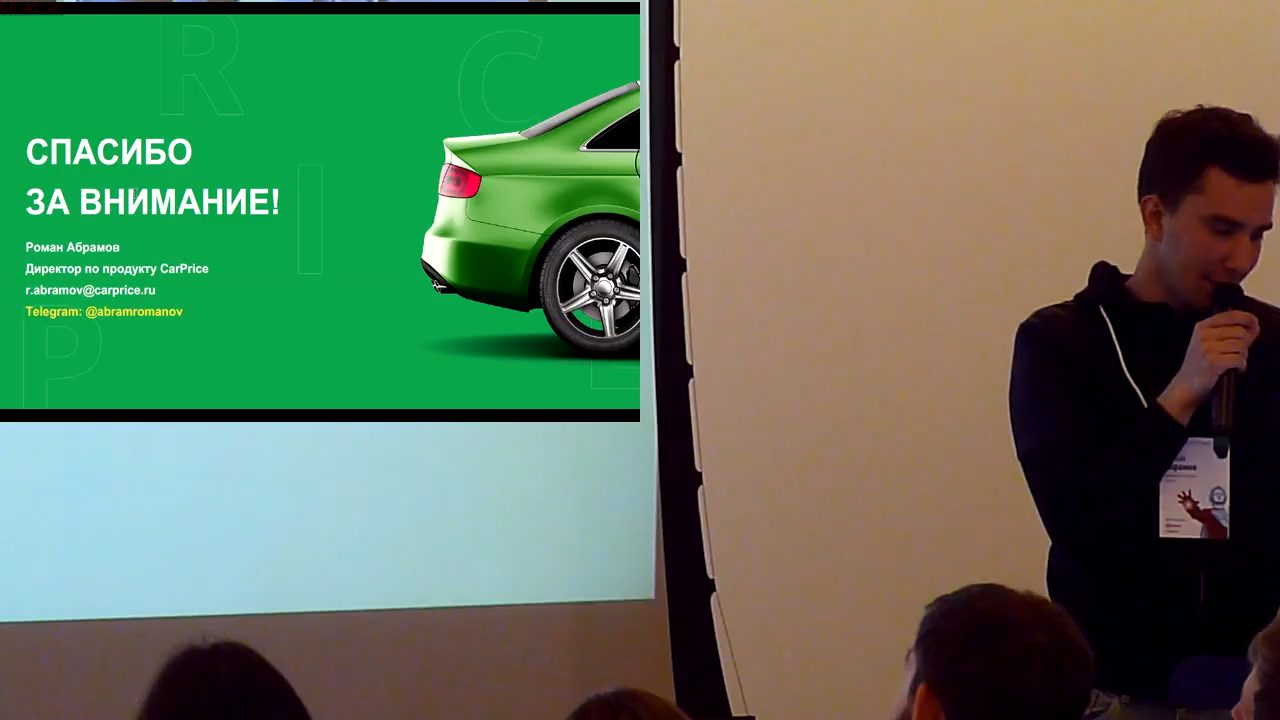 R
C
I
P
СПАСИБО
ЗА ВНИМАНИЕ!
Роман Абрамов
Директор по продукту CarPrice
r.abramov@carprice.ru
Telegram: @abramromanov